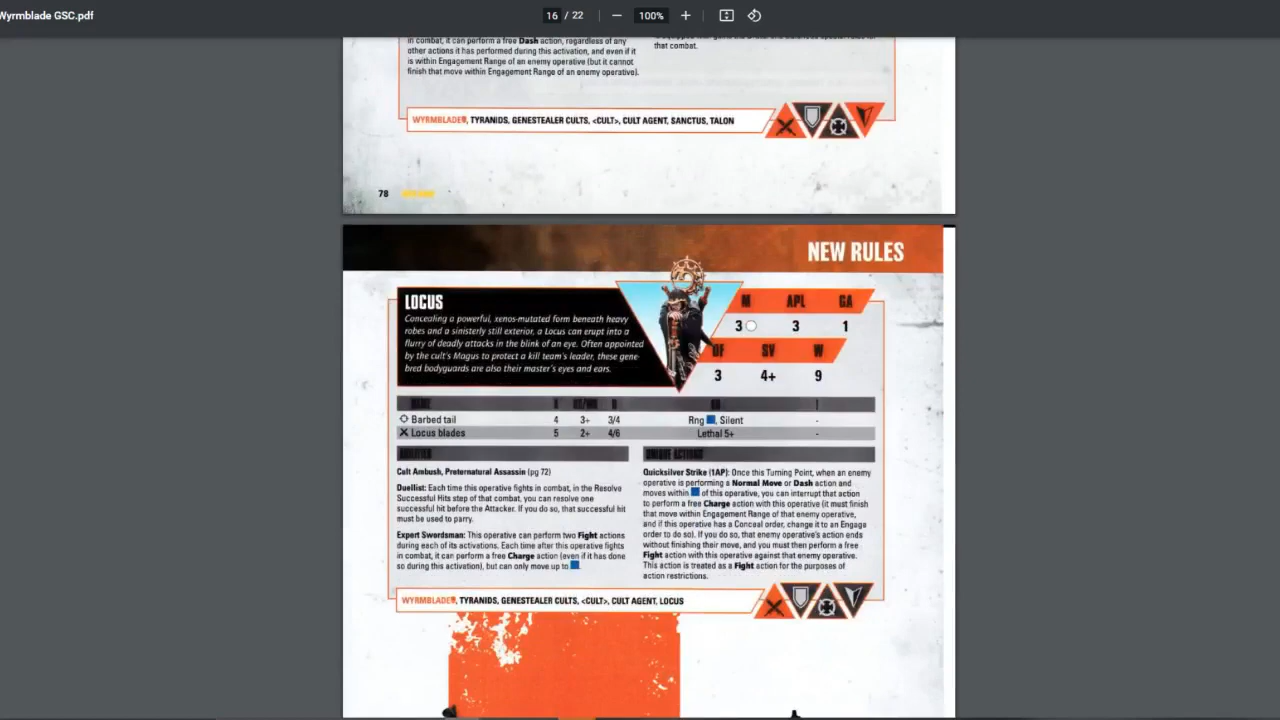 Wyrmblade GSC.pdf
16 / 22
100%
in combat, it can perform a free Dash action, regardless of any
other actions it has performed during this activation, and even if it
is within Engagement Range of an enemy operative (but it cannot
finish that move within Engagement Range of an enemy operative).
that combat.
WYRMBLADE, TYRANIDS, GENESTEALER CULTS, <CULT>, CULT AGENT, SANCTUS, TALON
78
NEW RULES
LOCUS
Concealing a powerful, xenos-mutated form beneath heavy
robes and a sinisterly still exterior, a Locus can erupt into a
flurry of deadly attacks in the blink of an eye. Often appointed
by the cult's Magus to protect a kill team's leader, these gene-
bred bodyguards are also their master's eyes and ears.
M APL GA
3 3 1
DF SV W
3 4+ 9
NAME A BS/WS D SR !
Barbed tail 4 3+ 3/4 Rng , Silent -
Locus blades 5 2+ 4/6 Lethal 5+ -
ABILITIES
Cult Ambush, Preternatural Assassin (pg 72)
Duellist: Each time this operative fights in combat, in the Resolve
Successful Hits step of that combat, you can resolve one
successful hit before the Attacker. If you do so, that successful hit
must be used to parry.
Expert Swordsman: This operative can perform two Fight actions
during each of its activations. Each time after this operative fights
in combat, it can perform a free Charge action (even if it has done
so during this activation), but can only move up to .
UNIQUE ACTIONS
Quicksilver Strike (1AP): Once this Turning Point, when an enemy
operative is performing a Normal Move or Dash action and
moves within of this operative, you can interrupt that action
to perform a free Charge action with this operative (it must finish
that move within Engagement Range of that enemy operative,
and if this operative has a Conceal order, change it to an Engage
order to do so). If you do so, that enemy operative's action ends
without finishing their move, and you must then perform a free
Fight action with this operative against that enemy operative.
This action is treated as a Fight action for the purposes of
action restrictions.
WYRMBLADE, TYRANIDS, GENESTEALER CULTS, <CULT>, CULT AGENT, LOCUS